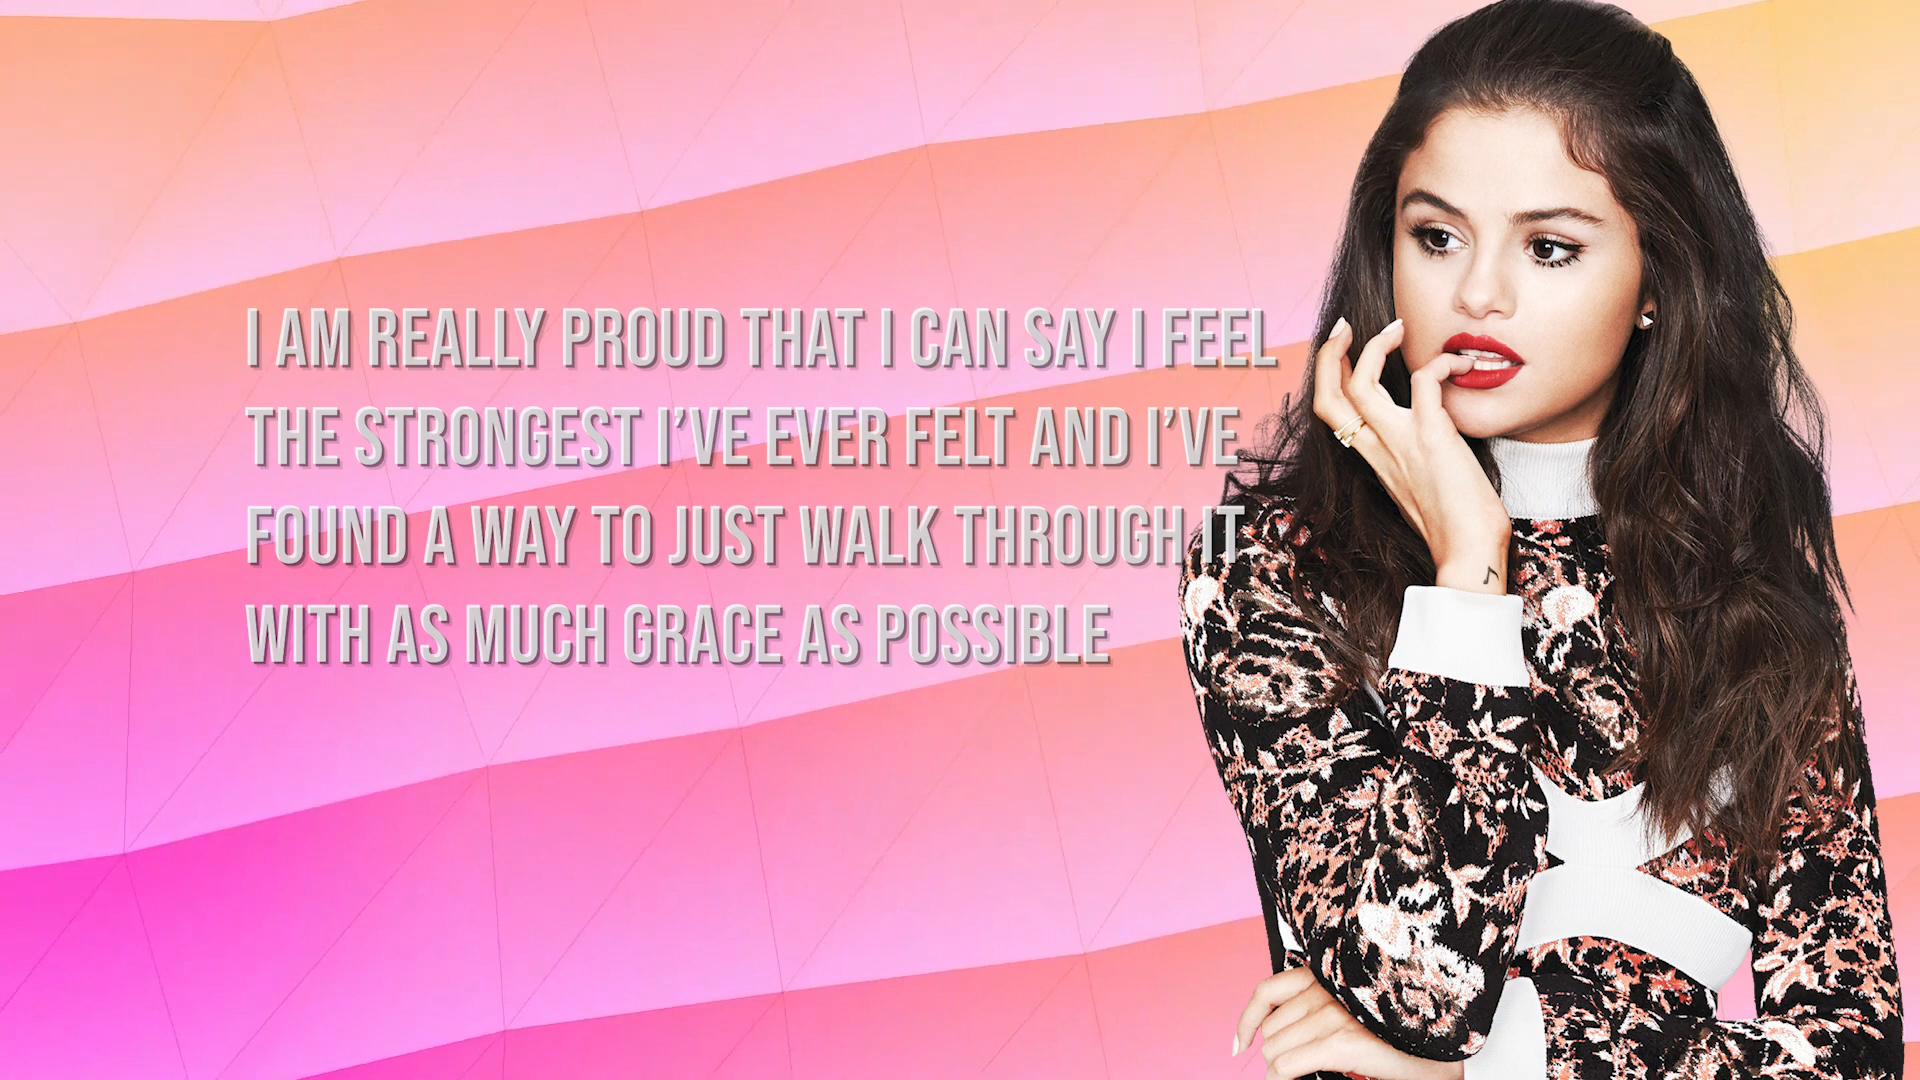 I AM REALLY PROUD THAT I CAN SAY I FEEL
THE STRONGEST I’VE EVER FELT AND I’VE
FOUND A WAY TO JUST WALK THROUGH IT
WITH AS MUCH GRACE AS POSSIBLE